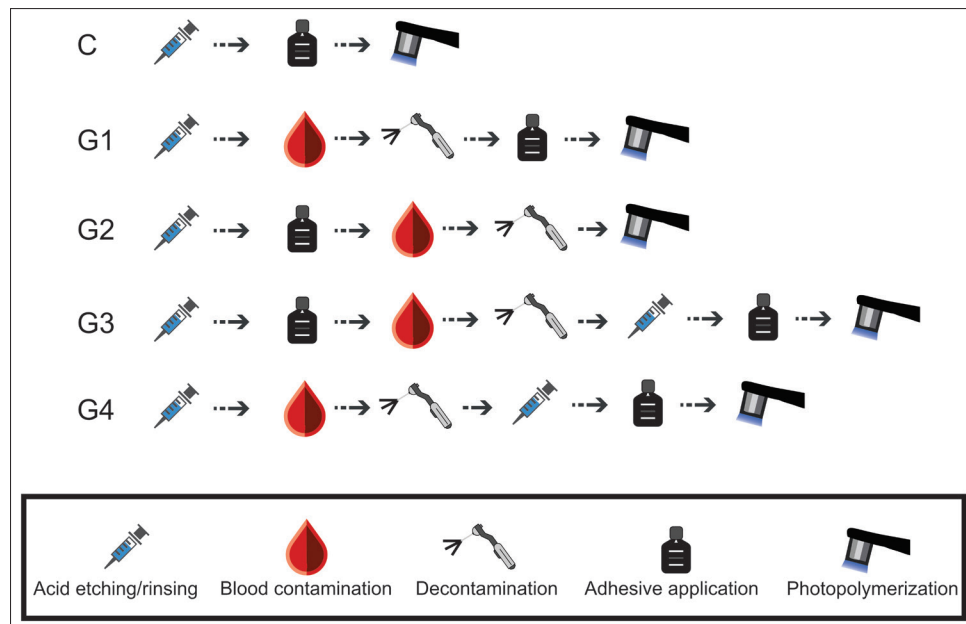 C
G1
G2
G3
G4
Acid etching/rinsing Blood contamination Decontamination Adhesive application Photopolymerization